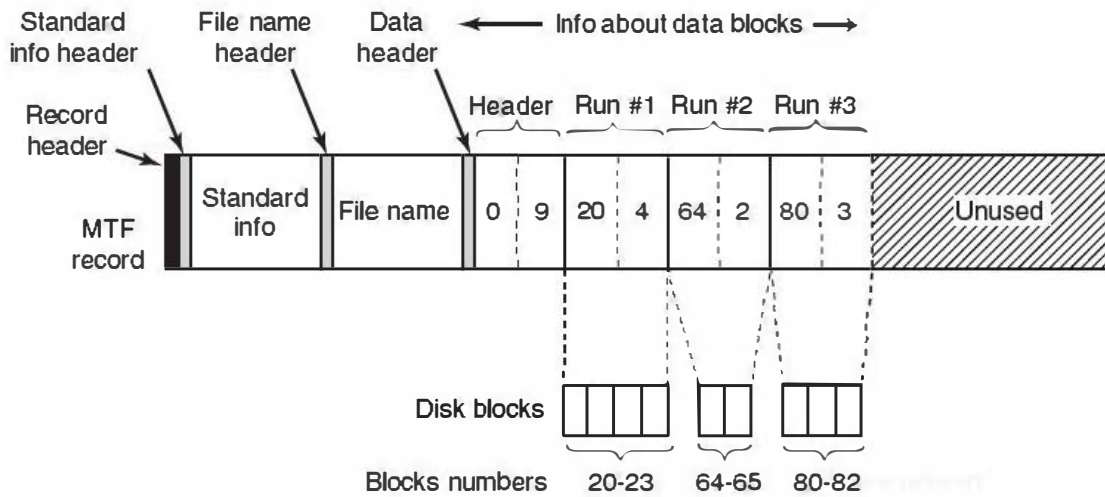 Standard
info header
File name
header
Data
header
Info about data blocks
Record
header
Header Run #1 Run #2 Run #3
MTF
record
Standard
info
File name
0 9 20 4 64 2 80 3
Unused
Disk blocks
Blocks numbers 20-23 64-65 80-82